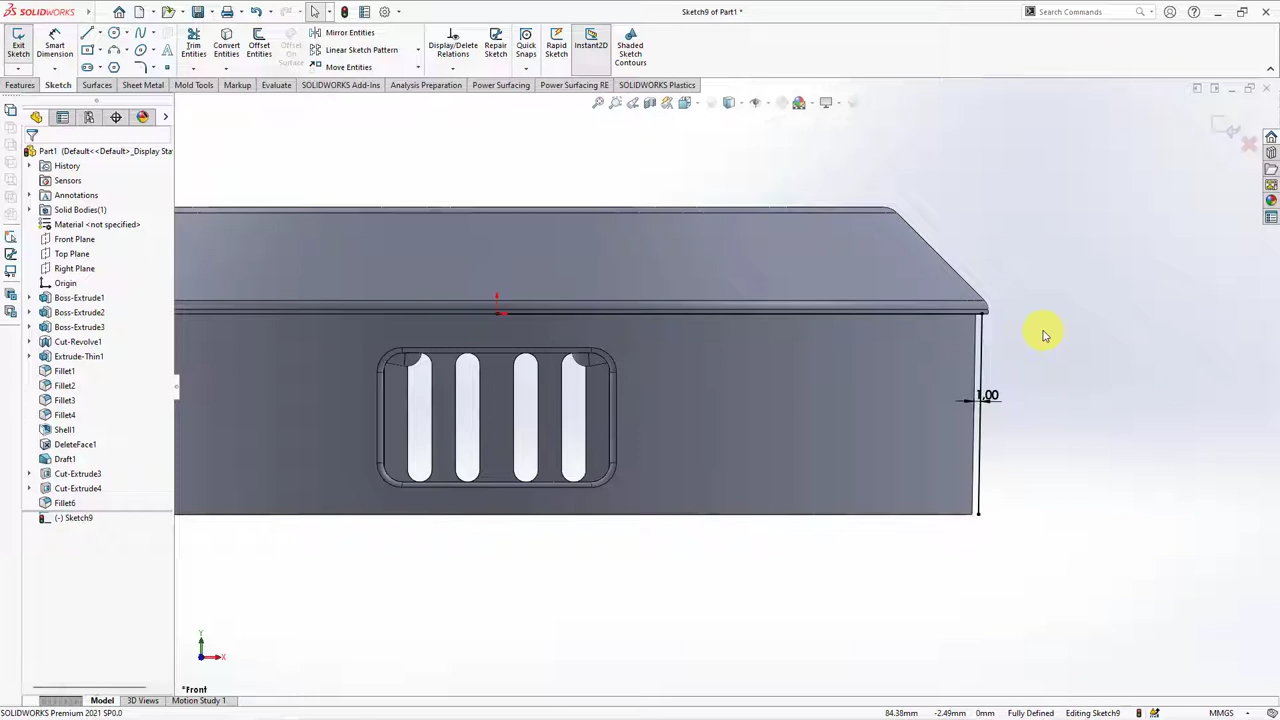 SOLIDWORKS
Sketch9 of Part1 *
Search Commands
Exit Sketch
Smart Dimension
Trim Entities
Convert Entities
Offset Entities
Offset On Surface
Mirror Entities
Linear Sketch Pattern
Move Entities
Display/Delete Relations
Repair Sketch
Quick Snaps
Rapid Sketch
Instant2D
Shaded Sketch Contours
Features
Sketch
Surfaces
Sheet Metal
Mold Tools
Markup
Evaluate
SOLIDWORKS Add-Ins
Analysis Preparation
Power Surfacing
Power Surfacing RE
SOLIDWORKS Plastics
Part1 (Default<<Default>_Display Sta
History
Sensors
Annotations
Solid Bodies(1)
Material <not specified>
Front Plane
Top Plane
Right Plane
Origin
Boss-Extrude1
Boss-Extrude2
Boss-Extrude3
Cut-Revolve1
Extrude-Thin1
Fillet1
Fillet2
Fillet3
Fillet4
Shell1
DeleteFace1
Draft1
Cut-Extrude3
Cut-Extrude4
Fillet6
(-) Sketch9
1,00
Y
X
*Front
Model
3D Views
Motion Study 1
SOLIDWORKS Premium 2021 SP0.0
84.38mm
-2.49mm
0mm
Fully Defined
Editing Sketch9
MMGS